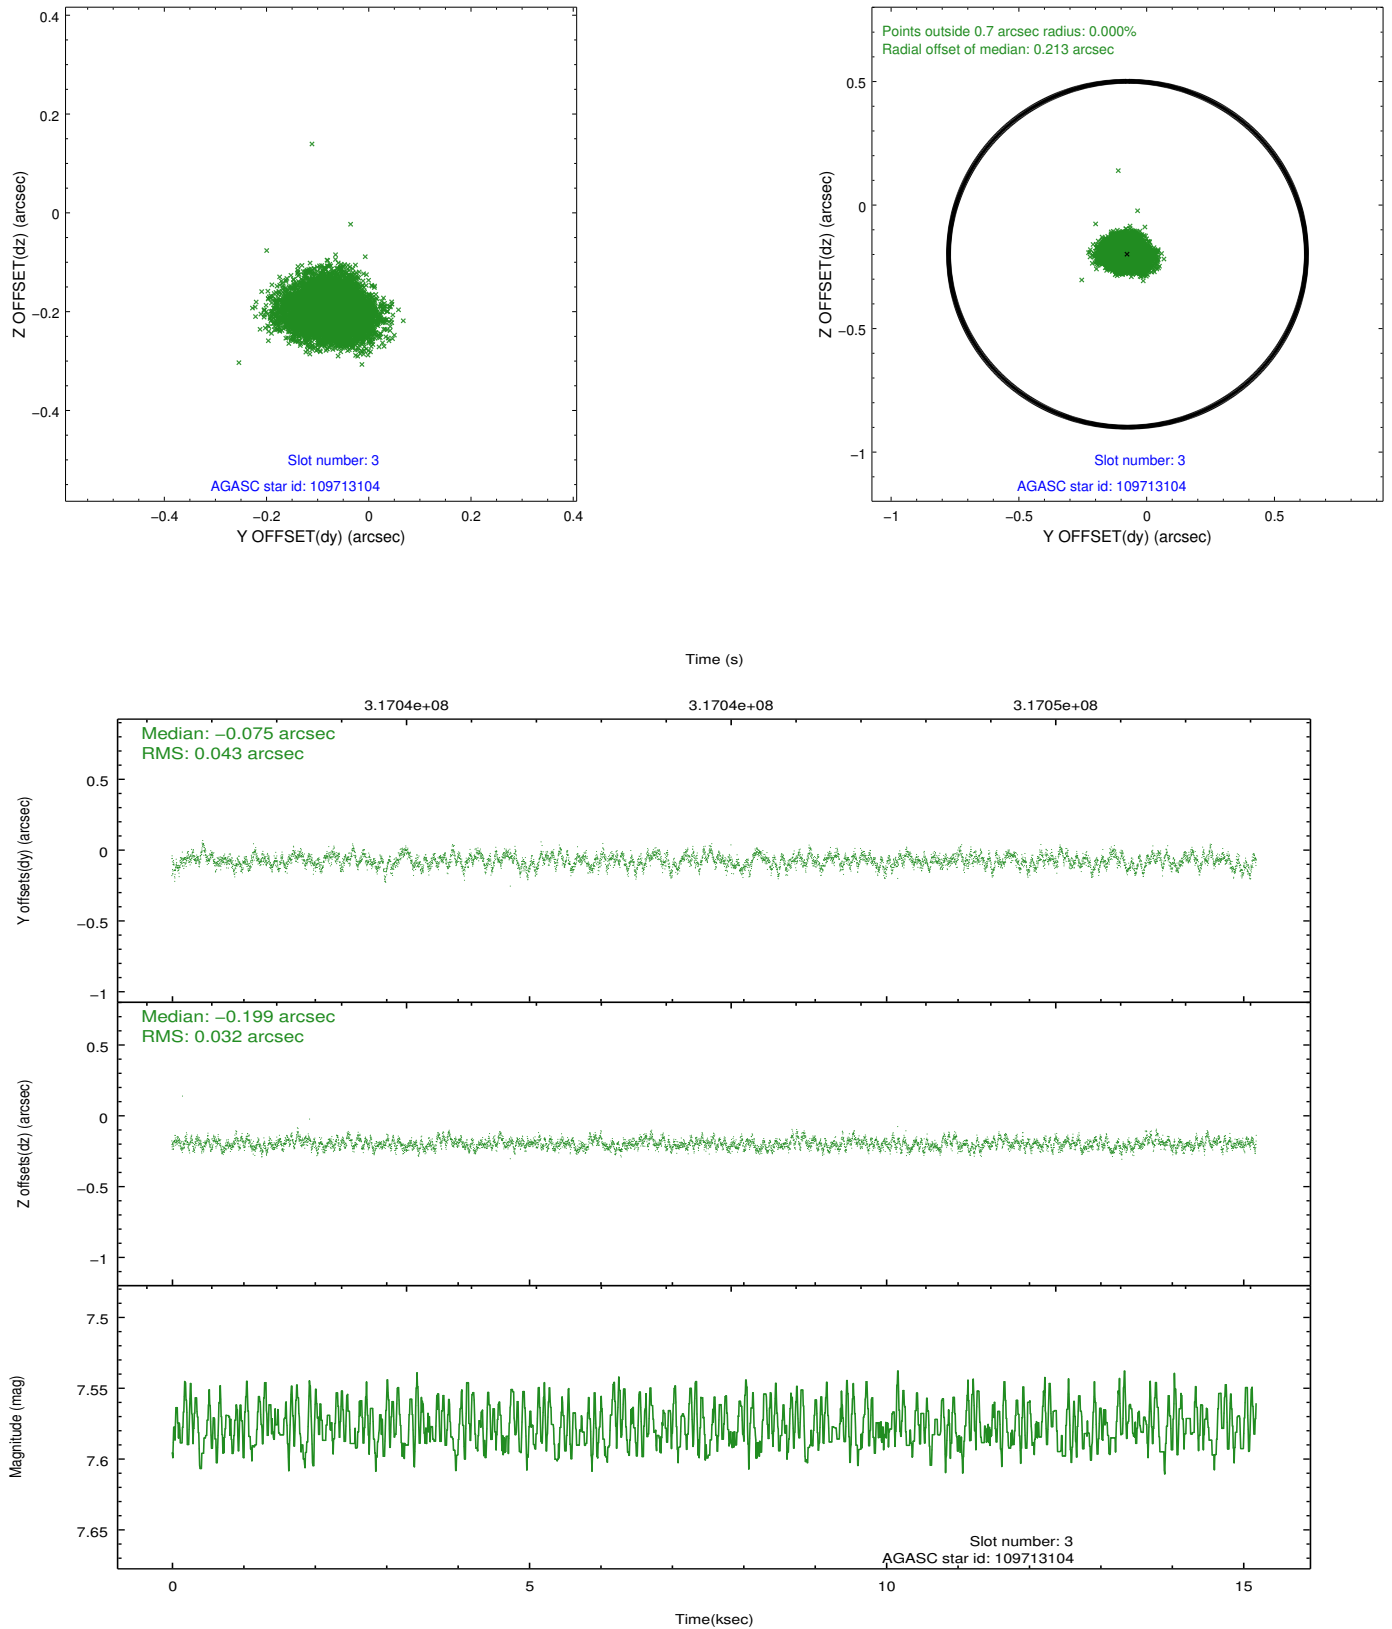 0.4
0.2
0
−0.2
−0.4
Z OFFSET(dz) (arcsec)
Slot number: 3
AGASC star id: 109713104
−0.4 −0.2 0 0.2 0.4
Y OFFSET(dy) (arcsec)
Points outside 0.7 arcsec radius: 0.000%
Radial offset of median: 0.213 arcsec
0.5
0
−0.5
−1
Z OFFSET(dz) (arcsec)
Slot number: 3
AGASC star id: 109713104
−1 −0.5 0 0.5
Y OFFSET(dy) (arcsec)
Time (s)
3.1704e+08 3.1704e+08 3.1705e+08
Median: −0.075 arcsec
RMS: 0.043 arcsec
0.5
0
−0.5
−1
Y offsets(dy) (arcsec)
Median: −0.199 arcsec
RMS: 0.032 arcsec
0.5
0
−0.5
−1
Z offsets(dz) (arcsec)
7.5
7.55
7.6
7.65
Magnitude (mag)
Slot number: 3
AGASC star id: 109713104
0 5 10 15
Time(ksec)